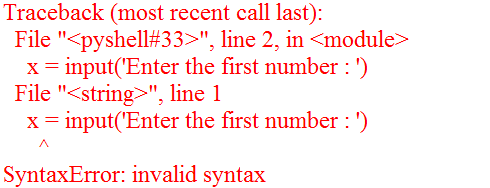 Traceback (most recent call last):
  File "<pyshell#33>", line 2, in <module>
    x = input('Enter the first number : ')
  File "<string>", line 1
    x = input('Enter the first number : ')
      ^
SyntaxError: invalid syntax